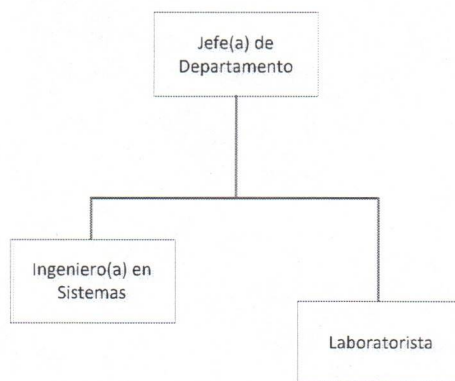 Jefe(a) de
Departamento
Ingeniero(a) en
Sistemas
Laboratorista